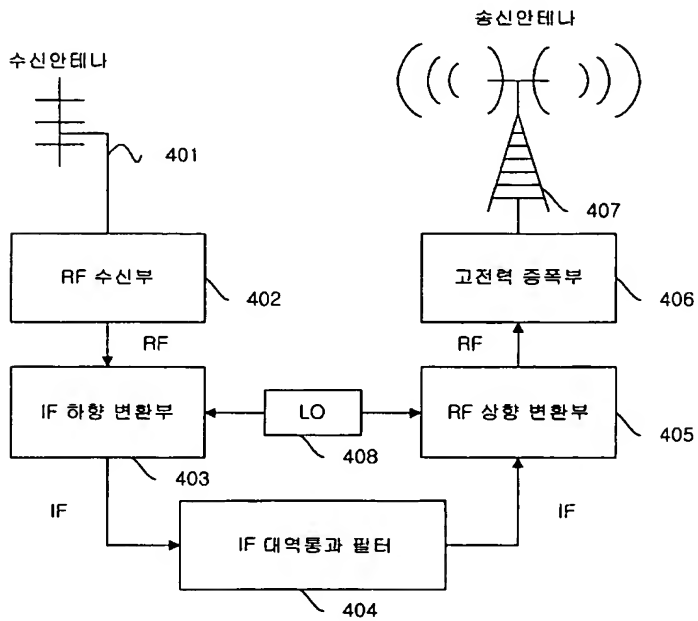 송신안테나
수신안테나
401
407
RF 수신부
402
고전력 증폭부
406
RF
RF
IF 하향 변환부
403
LO
408
RF 상향 변환부
405
IF
IF
IF 대역통과 필터
404